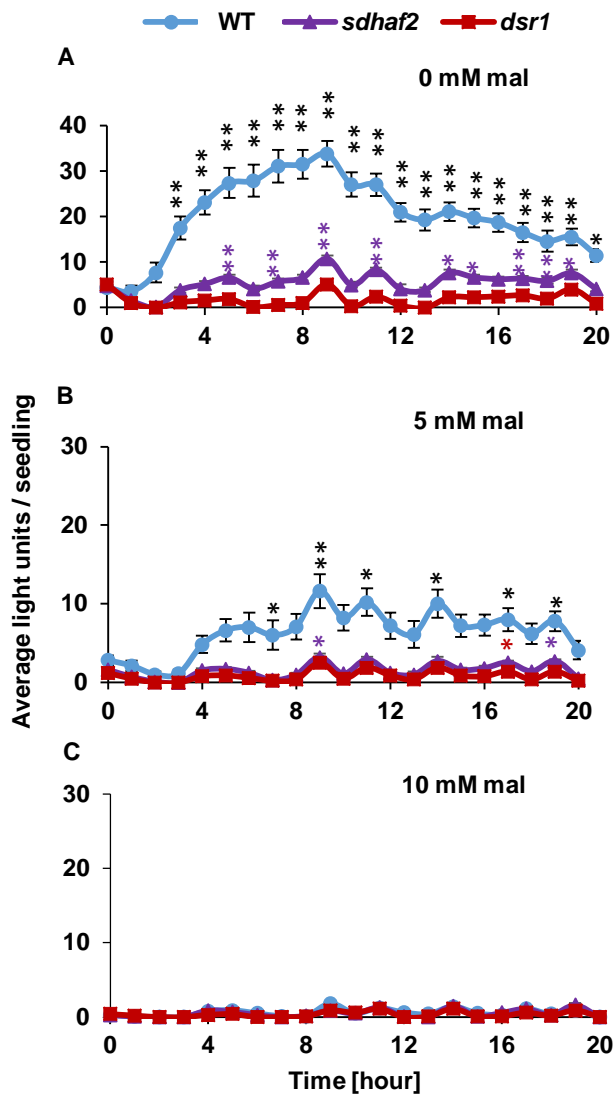 WT sdhaf2 dsr1
A
0 mM mal
40
30
20
10
0
0 4 8 12 16 20
** ** ** ** ** ** ** ** ** ** ** ** ** ** ** ** ** *
** ** ** ** * * ** ** *
B
5 mM mal
30
20
10
0
0 4 8 12 16 20
* ** * * * *
* * *
C
10 mM mal
30
20
10
0
0 4 8 12 16 20
Average light units / seedling
Time [hour]